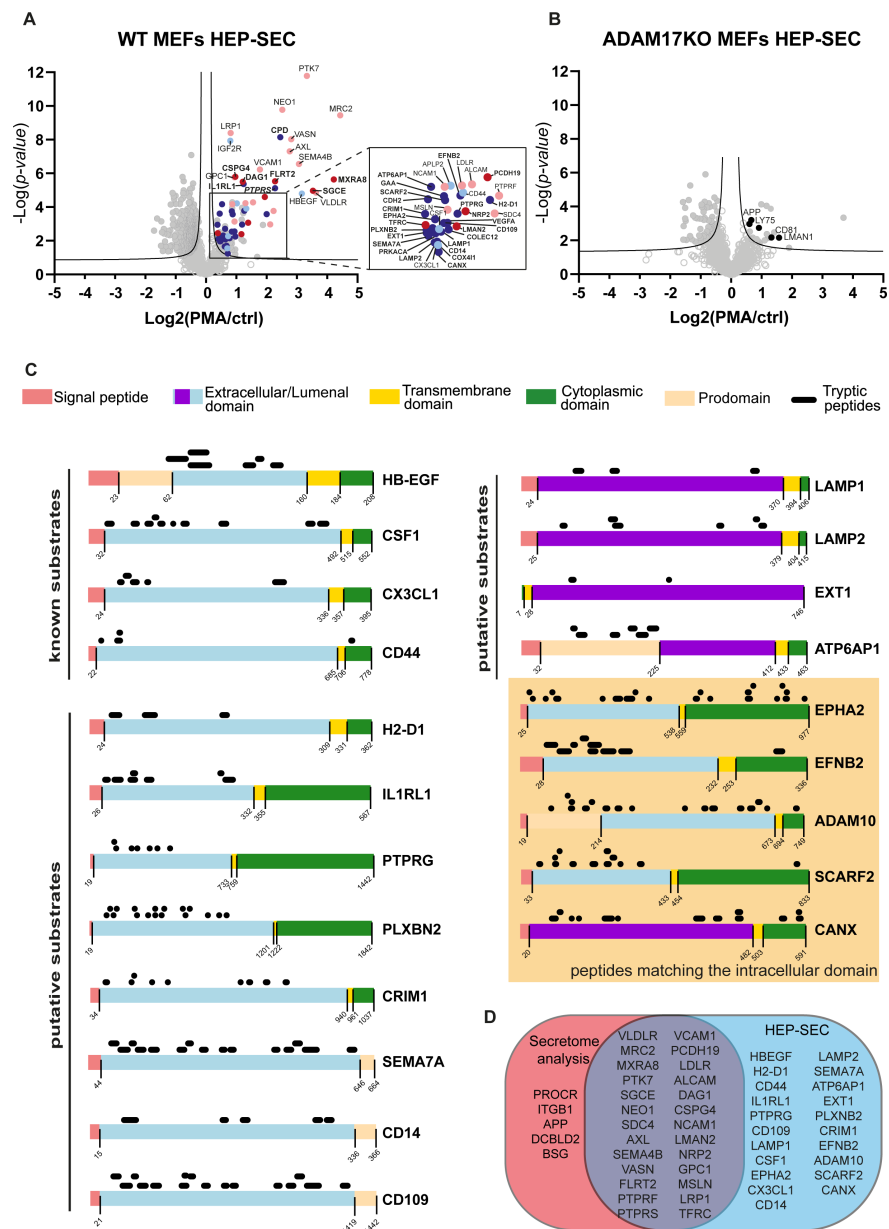 A
WT MEFs HEP-SEC
-Log(p-value)
12
10
8
6
4
2
0
-5
-4
-3
-2
-1
0
1
2
3
4
5
Log2(PMA/ctrl)
PTK7
NEO1
MRC2
LRP1
IGF2R
CPD
VASN
AXL
SEMA4B
VCAM1
CSPG4
GPC1
DAG1
FLRT2
IL1RL1
PTPRS
MXRA8
SGCE
HBEGF
VLDLR
EFNB2
APLP2
LDLR
NCAM1
ALCAM
PCDH19
ATP6AP1
GAA
SCARF2
CD44
PTPRF
CDH2
H2-D1
CRIM1
MSLN
CSF1
PTPRG
SDC4
EPHA2
NRP2
TFRC
VEGFA
PLXNB2
LMAN2
CD109
EXT1
COLEC12
SEMA7A
LAMP1
PRKACA
CD14
LAMP2
COX4I1
CX3CL1
CANX
B
ADAM17KO MEFs HEP-SEC
-Log(p-value)
12
10
8
6
4
2
0
-5
-4
-3
-2
-1
0
1
2
3
4
5
Log2(PMA/ctrl)
APP
LY75
CD81
LMAN1
C
Signal peptide
Extracellular/Lumenal
domain
Transmembrane
domain
Cytoplasmic
domain
Prodomain
Tryptic
peptides
known substrates
HB-EGF
23
62
160
184
208
CSF1
32
492
515
552
CX3CL1
24
336
357
395
CD44
22
685
706
778
putative substrates
H2-D1
24
309
331
362
IL1RL1
26
332
355
567
PTPRG
19
733
759
1442
PLXBN2
19
1201
1222
1842
CRIM1
34
940
961
1037
SEMA7A
44
646
664
CD14
15
336
366
CD109
21
1419
1442
putative substrates
LAMP1
24
370
394
406
LAMP2
25
379
404
415
EXT1
7
28
746
ATP6AP1
32
225
412
433
463
EPHA2
25
538
559
977
EFNB2
28
232
253
336
ADAM10
19
214
673
694
749
SCARF2
33
433
454
833
CANX
20
482
503
591
peptides matching the intracellular domain
D
Secretome
analysis
PROCR
ITGB1
APP
DCBLD2
BSG
VLDLR VCAM1
MRC2 PCDH19
MXRA8 LDLR
PTK7 ALCAM
SGCE DAG1
NEO1 CSPG4
SDC4 NCAM1
AXL LMAN2
SEMA4B NRP2
VASN GPC1
FLRT2 MSLN
PTPRF LRP1
PTPRS TFRC
HEP-SEC
HBEGF LAMP2
H2-D1 SEMA7A
CD44 ATP6AP1
IL1RL1 EXT1
PTPRG PLXNB2
CD109 CRIM1
LAMP1 EFNB2
CSF1 ADAM10
EPHA2 SCARF2
CX3CL1 CANX
CD14